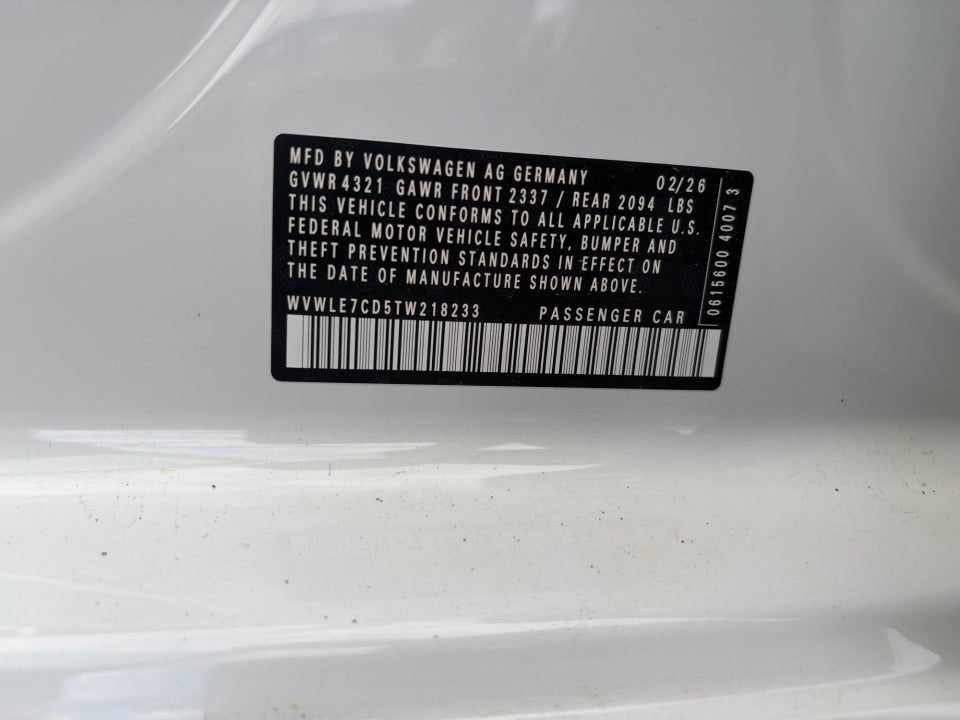 MFD BY VOLKSWAGEN AG GERMANY 02/26
GVWR 4321 GAWR FRONT 2337 / REAR 2094 LBS
THIS VEHICLE CONFORMS TO ALL APPLICABLE U.S.
FEDERAL MOTOR VEHICLE SAFETY, BUMPER AND
THEFT PREVENTION STANDARDS IN EFFECT ON
THE DATE OF MANUFACTURE SHOWN ABOVE.
WVWLE7CD5TW218233 PASSENGER CAR
0615600 4007 3